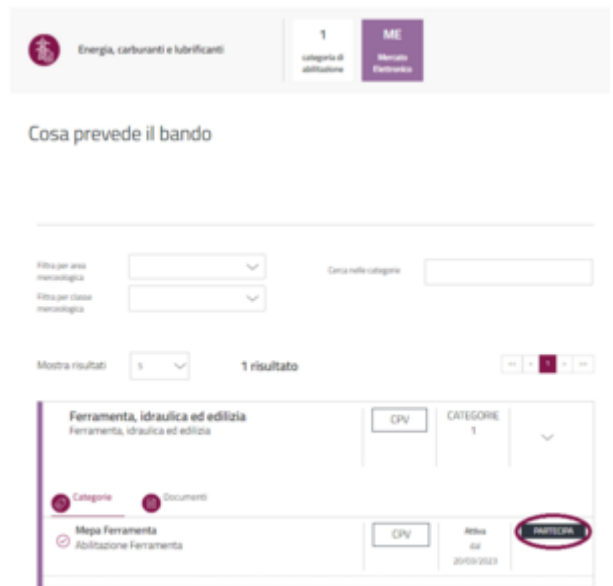 Energia, carburanti e lubrificanti
1
categoria di
abilitazione
ME
Mercato
Elettronico
Cosa prevede il bando
Filtra per area
merceologica
Cerca nelle categorie
Filtra per classe
merceologica
Mostra risultati
5
1 risultato
1
Ferramenta, idraulica ed edilizia
Ferramenta, idraulica ed edilizia
CPV
CATEGORIE
1
Categorie
Documenti
Mepa Ferramenta
Abilitazione Ferramenta
CPV
Attiva
dal
20/03/2023
PARTECIPA